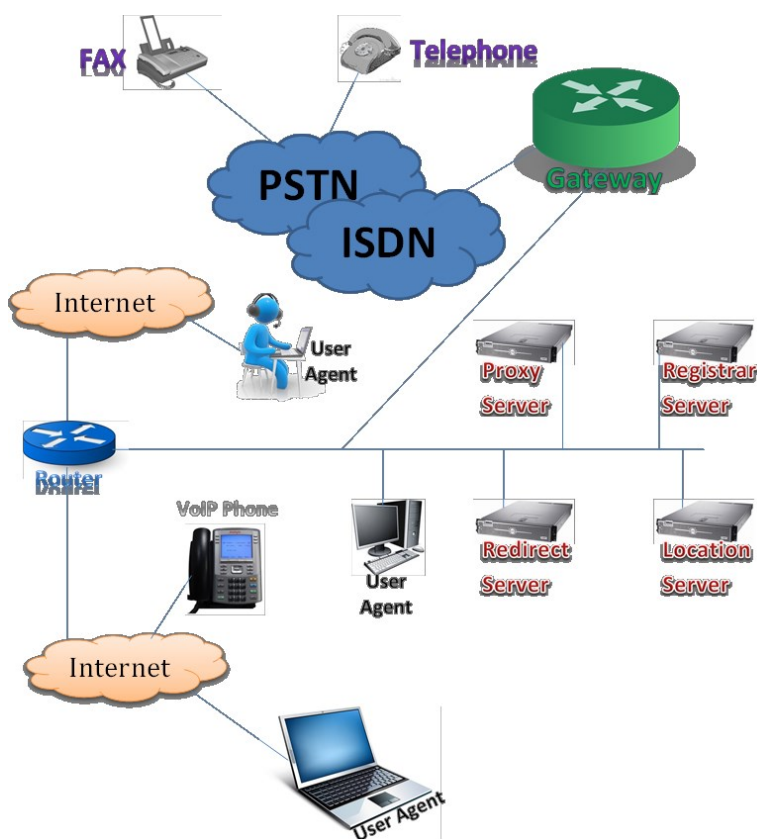 FAX
Telephone
Gateway
PSTN
ISDN
Internet
User
Agent
Proxy
Server
Registrar
Server
Router
VoIP Phone
User
Agent
Redirect
Server
Location
Server
Internet
User Agent